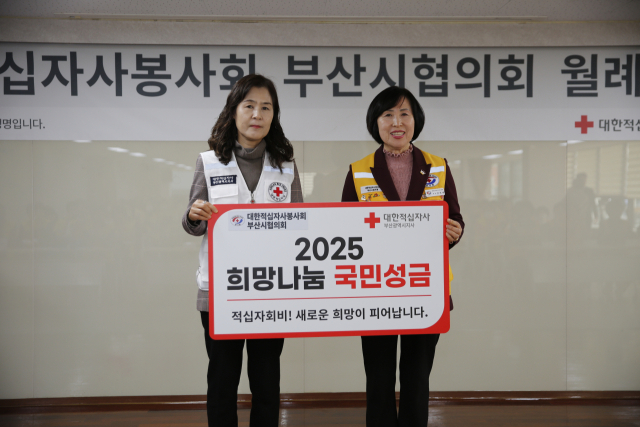 십자사봉사회 부산시협의회 월례
명입니다.
대한적십
대한적십자사봉사회
부산시협의회
대한적십자사
부산광역시지사
2025
희망나눔 국민성금
적십자회비! 새로운 희망이 피어납니다.